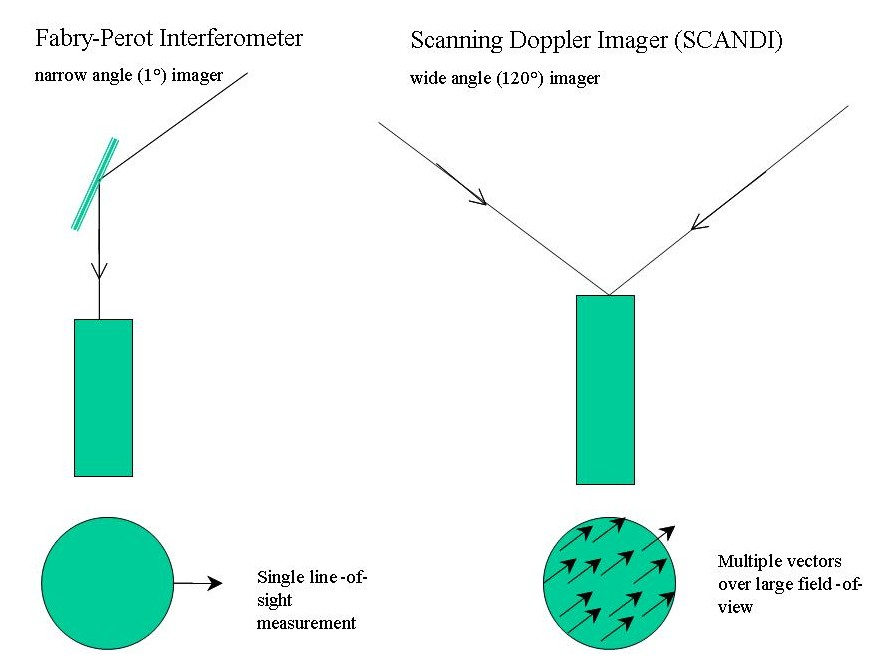 Fabry-Perot Interferometer
narrow angle (1°) imager
Scanning Doppler Imager (SCANDI)
wide angle (120°) imager
Single line -of-
sight
measurement
Multiple vectors
over large field -of-
view